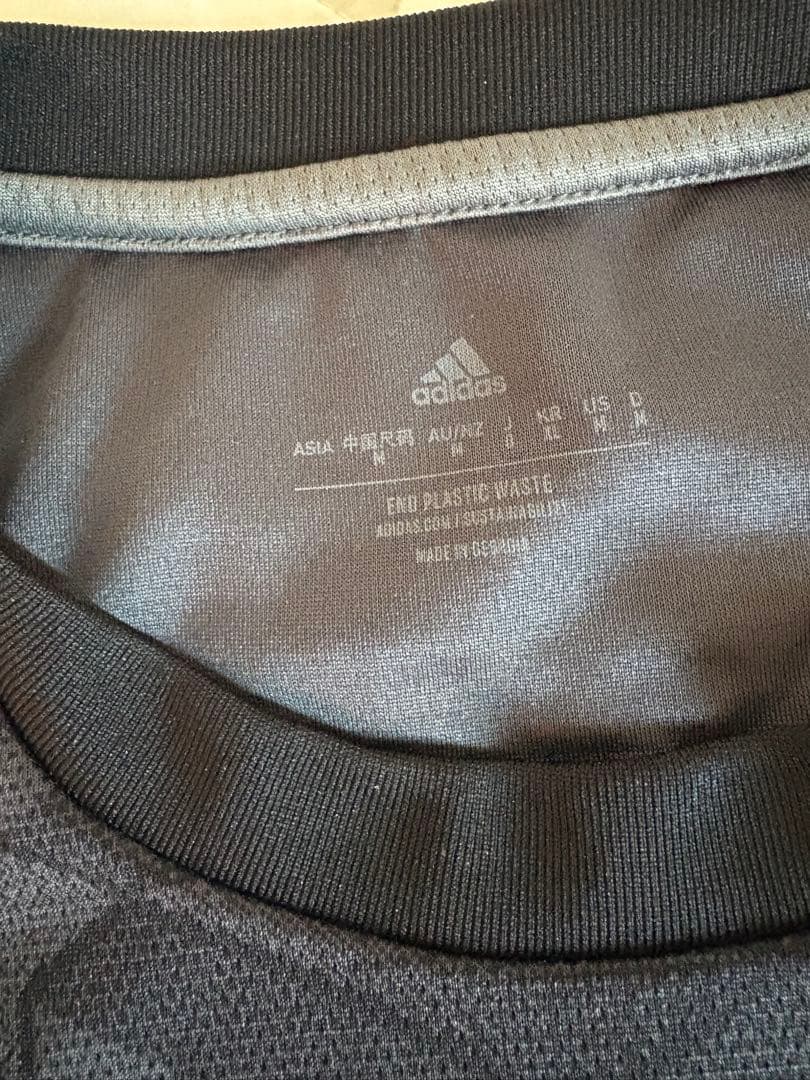 adidas
ASIA 中国尺码 AU/NZ J KR US D
M M O XL M M
END PLASTIC WASTE
ADIDAS.COM/SUSTAINABILITY
MADE IN GEORGIA